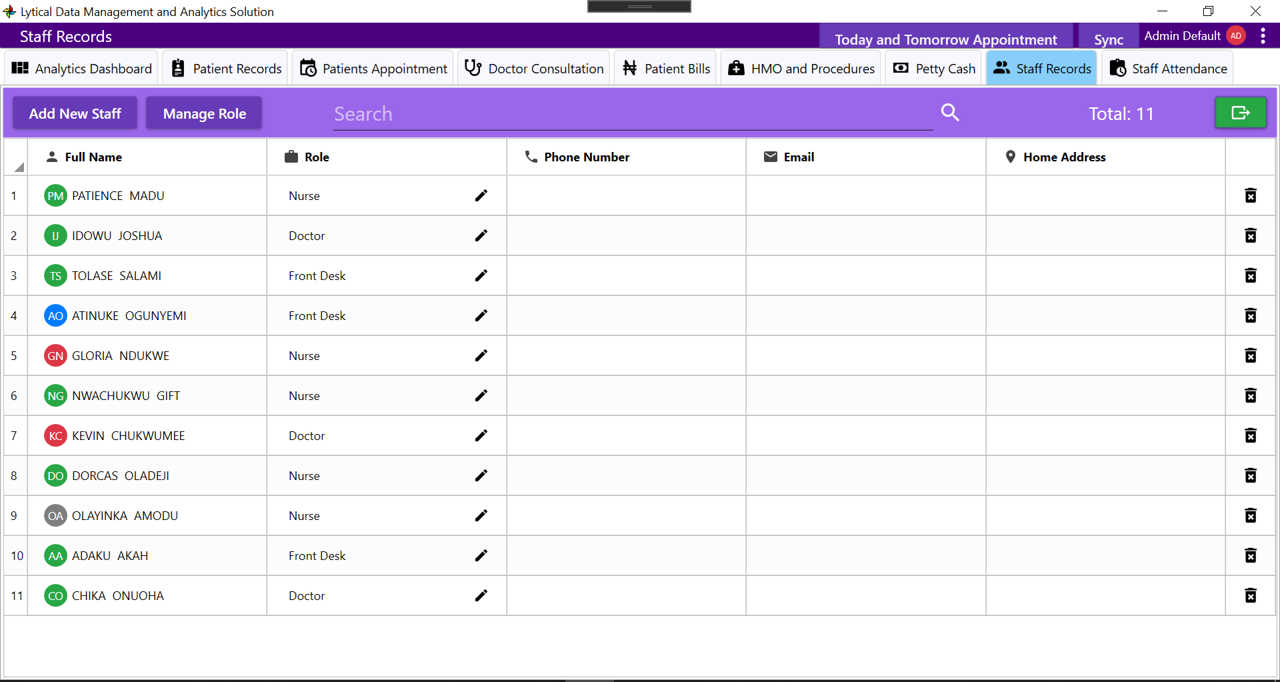 Lytical Data Management and Analytics Solution
Staff Records Today and Tomorrow Appointment Sync Admin Default AD
Analytics Dashboard Patient Records Patients Appointment Doctor Consultation Patient Bills HMO and Procedures Petty Cash Staff Records Staff Attendance
Add New Staff Manage Role Search Total: 11
Full Name Role Phone Number Email Home Address
1 PM PATIENCE MADU Nurse
2 IJ IDOWU JOSHUA Doctor
3 TS TOLASE SALAMI Front Desk
4 AO ATINUKE OGUNYEMI Front Desk
5 GN GLORIA NDUKWE Nurse
6 NG NWACHUKWU GIFT Nurse
7 KC KEVIN CHUKWUMEE Doctor
8 DO DORCAS OLADEJI Nurse
9 OA OLAYINKA AMODU Nurse
10 AA ADAKU AKAH Front Desk
11 CO CHIKA ONUOHA Doctor